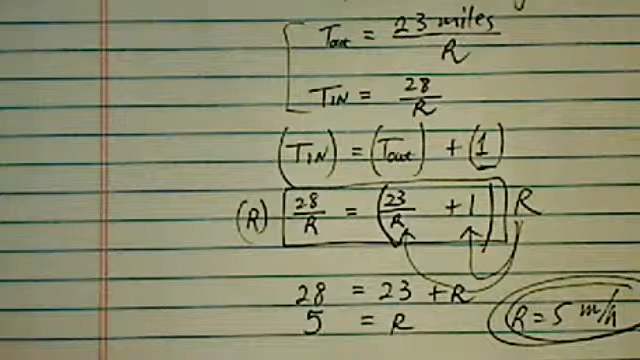 Tout = 23 miles / R
TIN = 28 / R
(TIN) = (Tout) + (1)
(R) [28/R = (23/R + 1)] R
28 = 23 + R
5 = R
R = 5 m/h